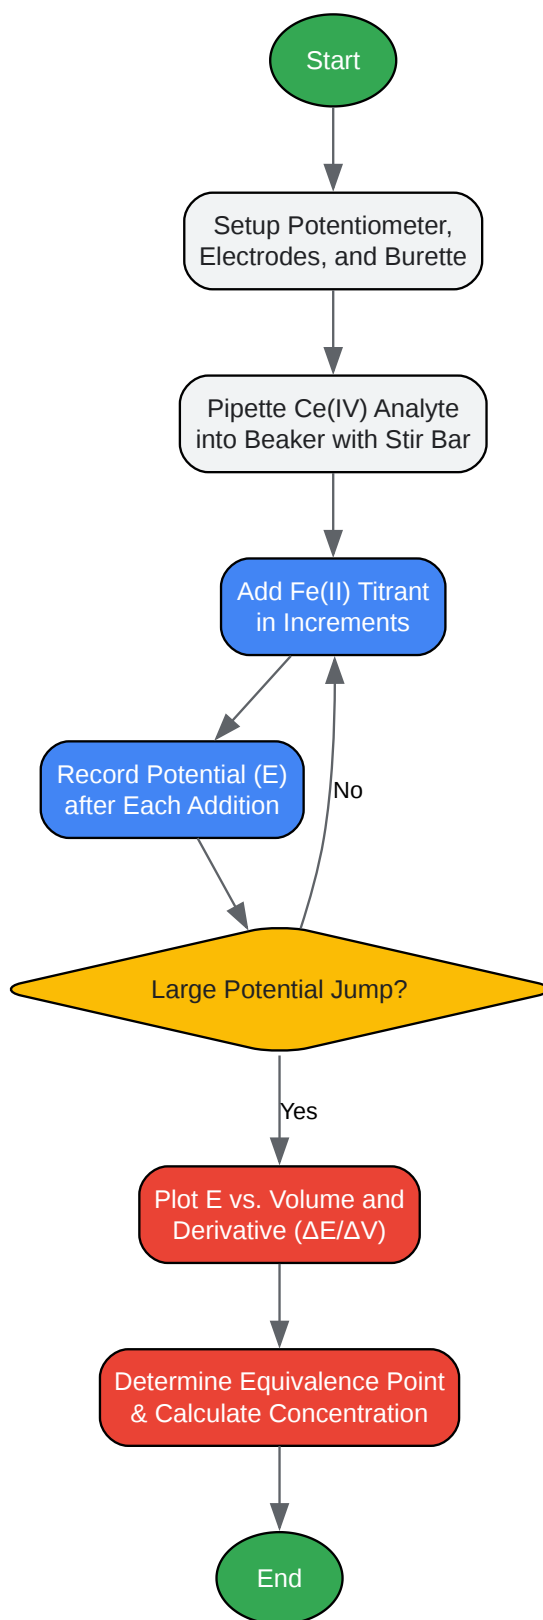 Start
Setup Potentiometer,
Electrodes, and Burette
Pipette Ce(IV) Analyte
into Beaker with Stir Bar
Add Fe(II) Titrant
in Increments
Record Potential (E)
after Each Addition
No
Large Potential Jump?
Yes
Plot E vs. Volume and
Derivative (ΔE/ΔV)
Determine Equivalence Point
& Calculate Concentration
End